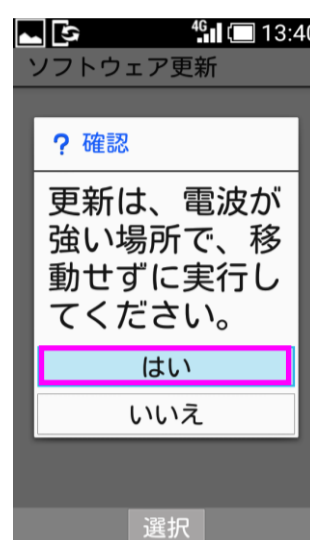 4G 13:40
ソフトウェア更新
? 確認
更新は、電波が
強い場所で、移
動せずに実行し
てください。
はい
いいえ
選択